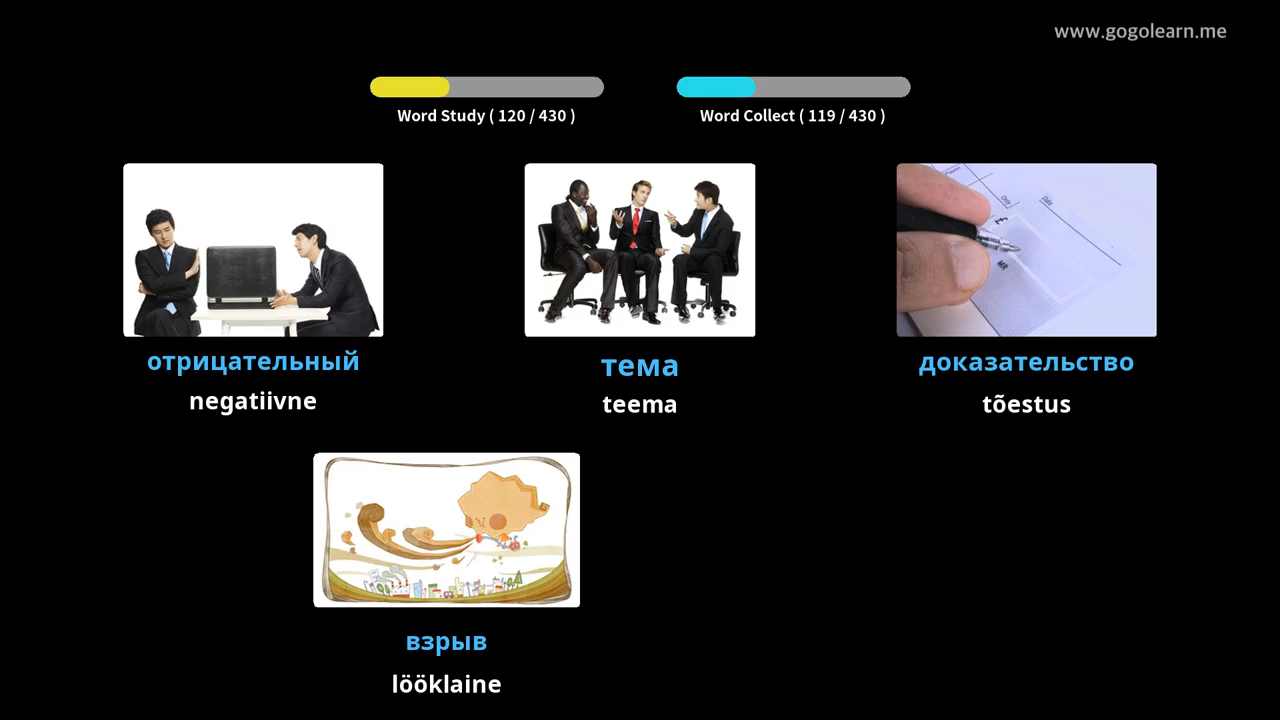 www.gogolearn.me
Word Study ( 120 / 430 )
Word Collect ( 119 / 430 )
отрицательный
negatiivne
тема
teema
доказательство
tõestus
взрыв
lööklaine